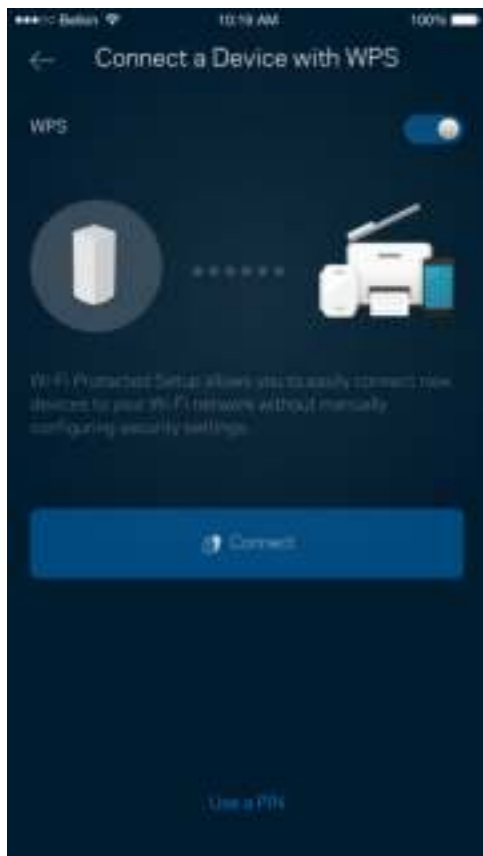 Belkin 10:19 AM 100%
Connect a Device with WPS
WPS
Wi-Fi Protected Setup allows you to easily connect new
devices to your Wi-Fi network without manually
configuring security settings.
Connect
Use a PIN